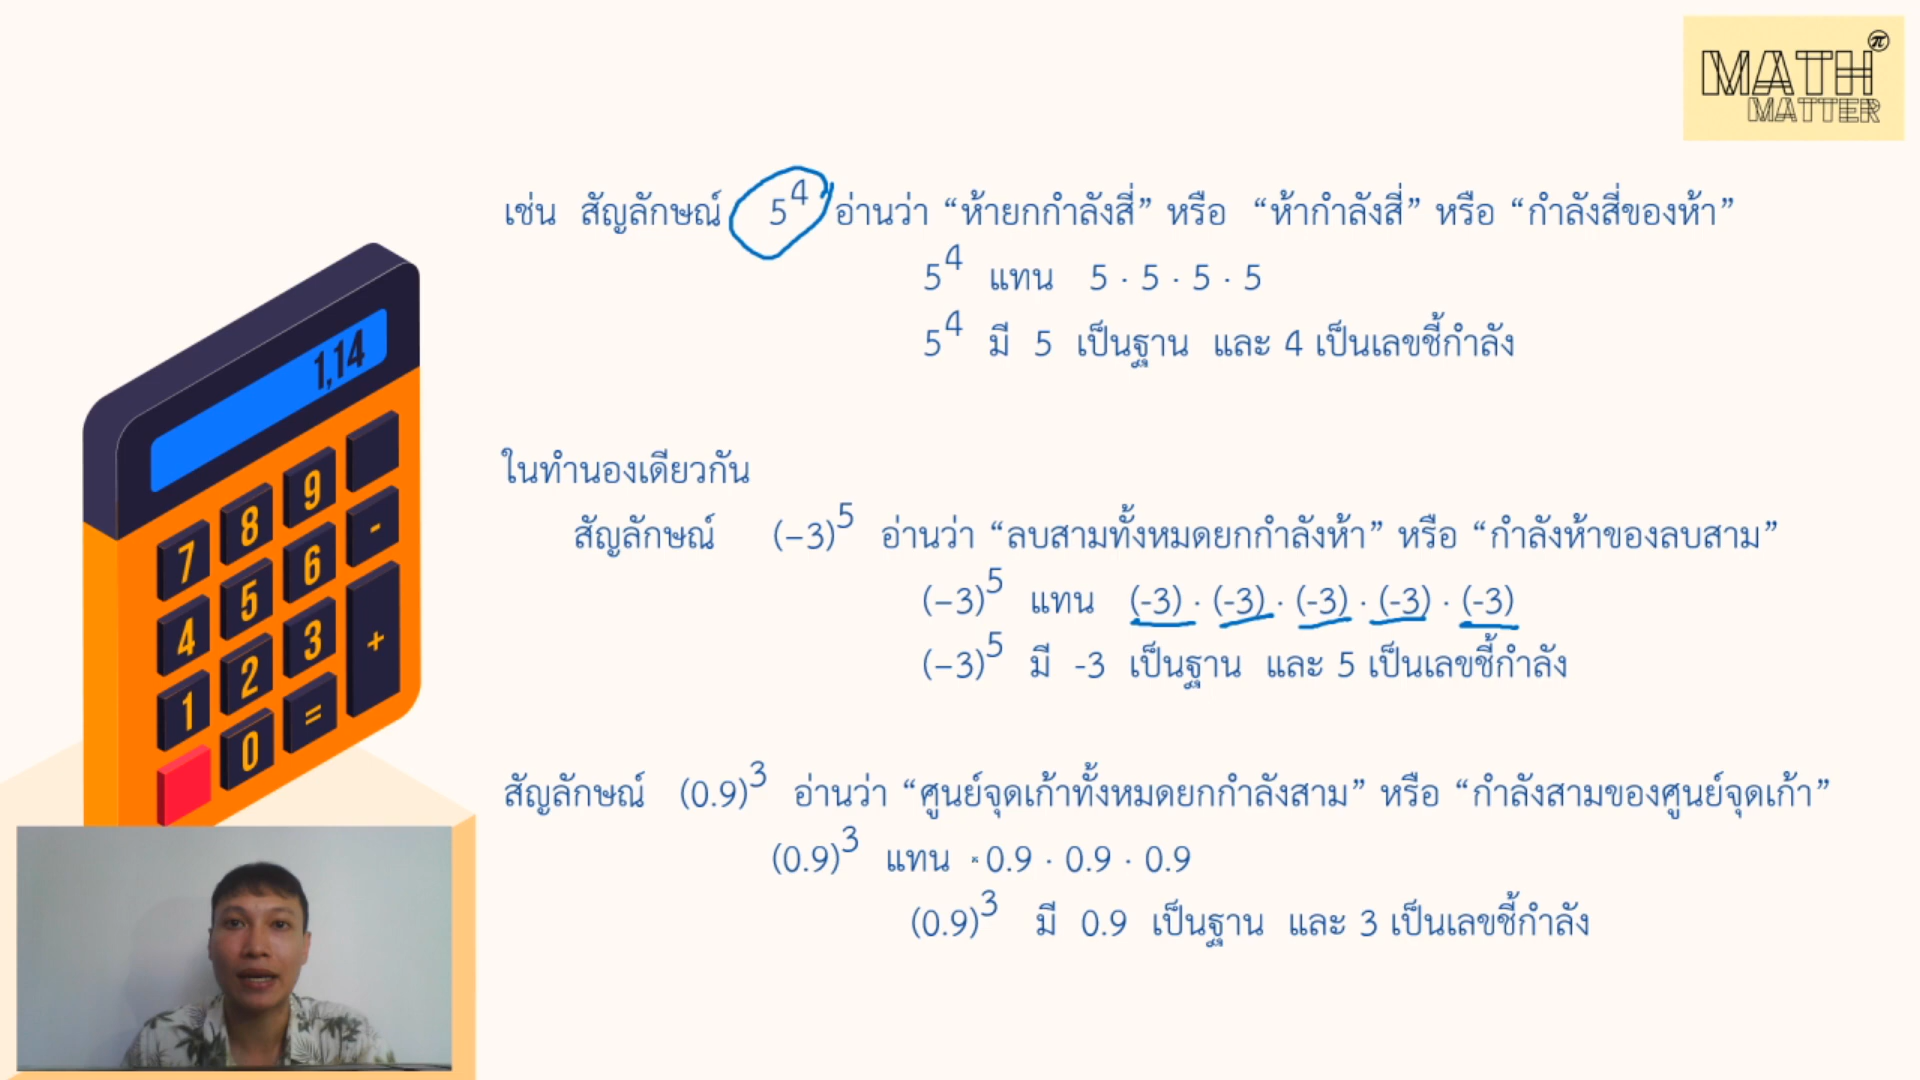 MATH π
MATTER
เช่น สัญลักษณ์ 5⁴ อ่านว่า “ห้ายกกำลังสี่” หรือ “ห้ากำลังสี่” หรือ “กำลังสี่ของห้า”
5⁴ แทน 5 · 5 · 5 · 5
5⁴ มี 5 เป็นฐาน และ 4 เป็นเลขชี้กำลัง
ในทำนองเดียวกัน
สัญลักษณ์ (−3)⁵ อ่านว่า “ลบสามทั้งหมดยกกำลังห้า” หรือ “กำลังห้าของลบสาม”
(−3)⁵ แทน (-3) · (-3) · (-3) · (-3) · (-3)
(−3)⁵ มี -3 เป็นฐาน และ 5 เป็นเลขชี้กำลัง
สัญลักษณ์ (0.9)³ อ่านว่า “ศูนย์จุดเก้าทั้งหมดยกกำลังสาม” หรือ “กำลังสามของศูนย์จุดเก้า”
(0.9)³ แทน 0.9 · 0.9 · 0.9
(0.9)³ มี 0.9 เป็นฐาน และ 3 เป็นเลขชี้กำลัง
1,14
7 8 9
4 5 6 -
1 2 3 +
0 =